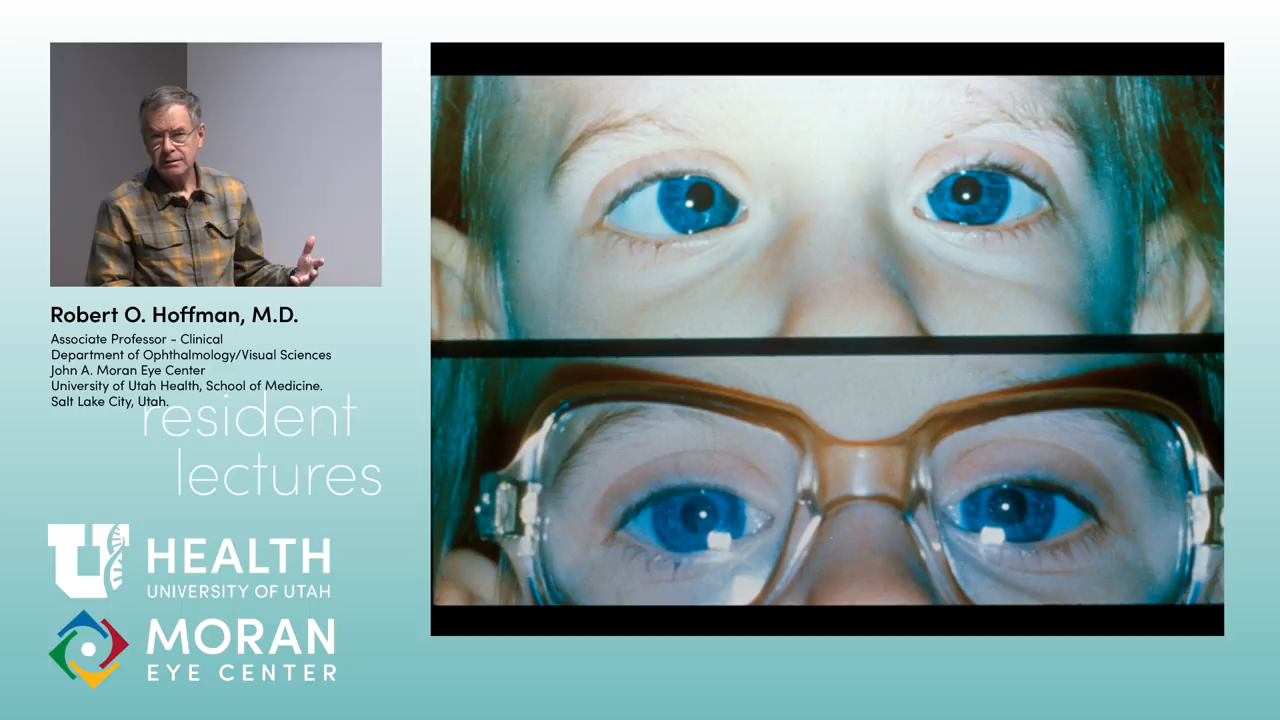 Robert O. Hoffman, M.D.
Associate Professor - Clinical
Department of Ophthalmology/Visual Sciences
John A. Moran Eye Center
University of Utah Health, School of Medicine.
Salt Lake City, Utah.
resident
lectures
U HEALTH
UNIVERSITY OF UTAH
MORAN
EYE CENTER